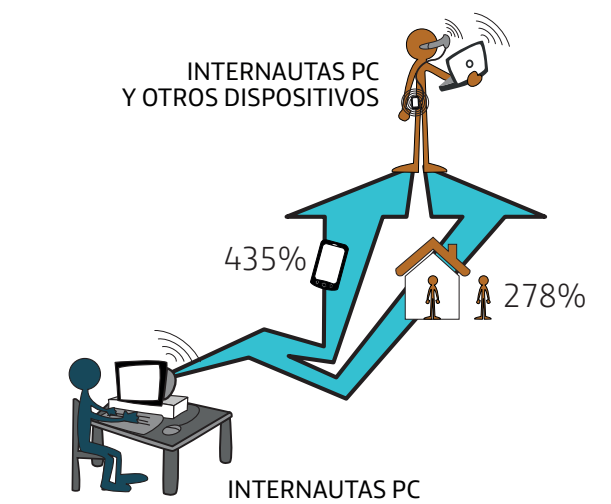 INTERNAUTAS PC
Y OTROS DISPOSITIVOS
435%
278%
INTERNAUTAS PC